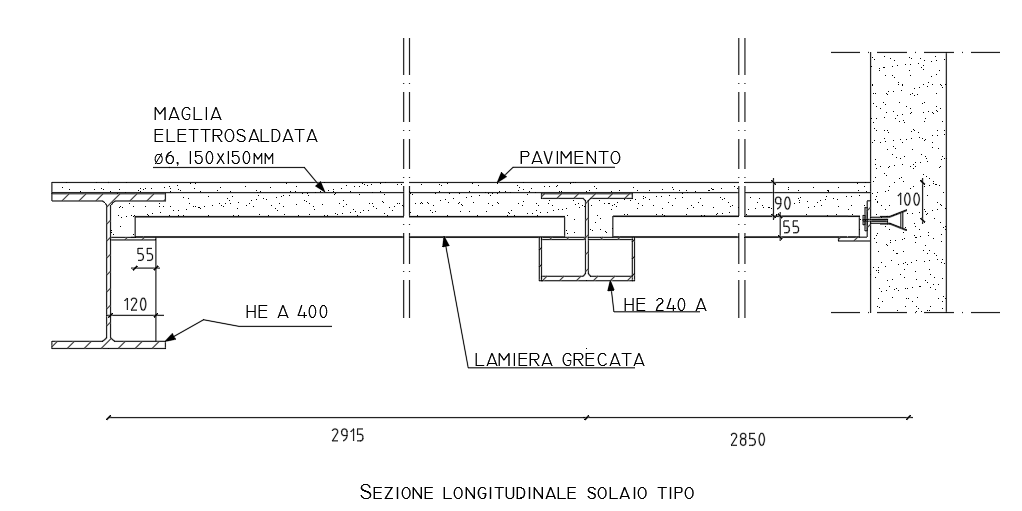 MAGLIA
ELETTROSALDATA
ø6, 150x150MM
PAVIMENTO
90
100
55
55
120
HE A 400
HE 240 A
LAMIERA GRECATA
2915
2850
SEZIONE LONGITUDINALE SOLAIO TIPO